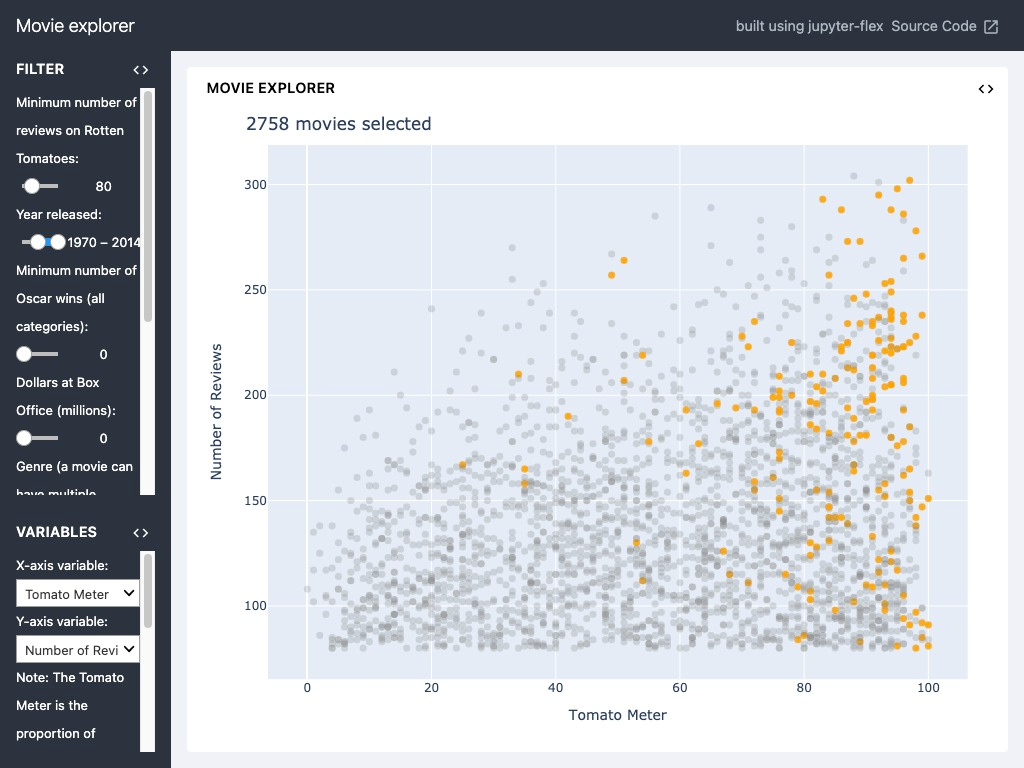 Movie explorer
built using jupyter-flex Source Code
FILTER
Minimum number of
reviews on Rotten
Tomatoes:
80
Year released:
1970 – 2014
Minimum number of
Oscar wins (all
categories):
0
Dollars at Box
Office (millions):
0
Genre (a movie can
have multiple
VARIABLES
X-axis variable:
Tomato Meter
Y-axis variable:
Number of Revi
Note: The Tomato
Meter is the
proportion of
MOVIE EXPLORER
2758 movies selected
300
250
200
150
100
Number of Reviews
0 20 40 60 80 100
Tomato Meter